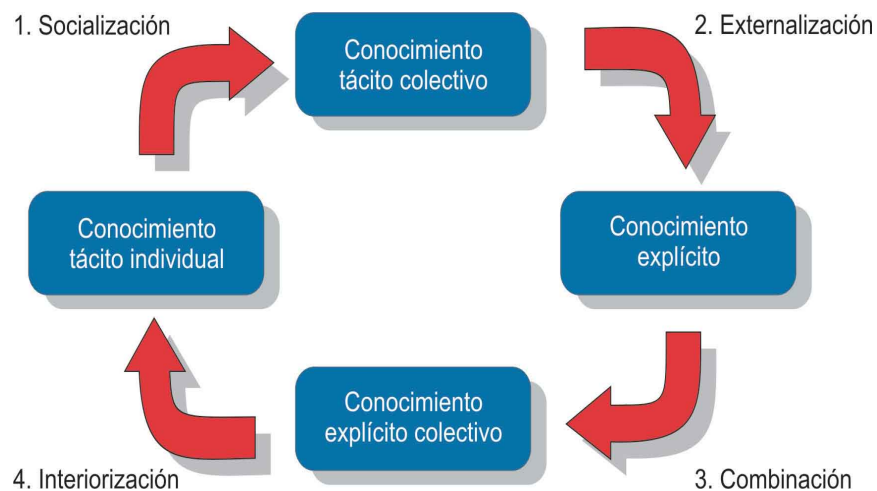 1. Socialización
Conocimiento
tácito colectivo
2. Externalización
Conocimiento
tácito individual
Conocimiento
explícito
Conocimiento
explícito colectivo
4. Interiorización
3. Combinación